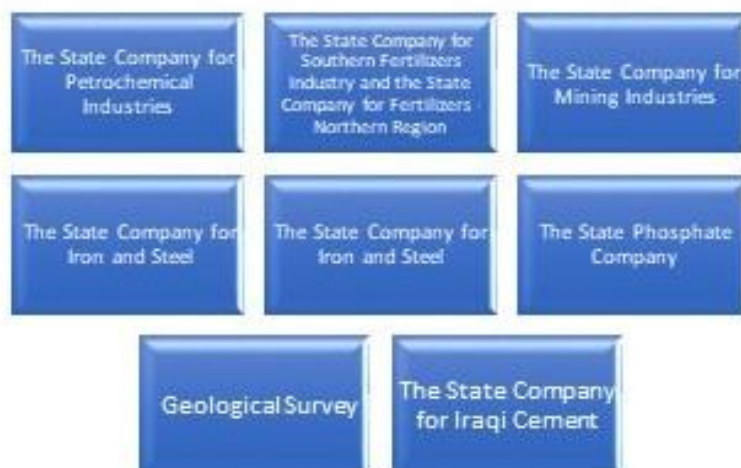 The State Company for
Petrochemical
Industries
The State Company for
Southern Fertilizers
Industry and the State
Company for Fertilizers -
Northern Region
The State Company for
Mining Industries
The State Company for
Iron and Steel
The State Company for
Iron and Steel
The State Phosphate
Company
Geological Survey
The State Company
for Iraqi Cement